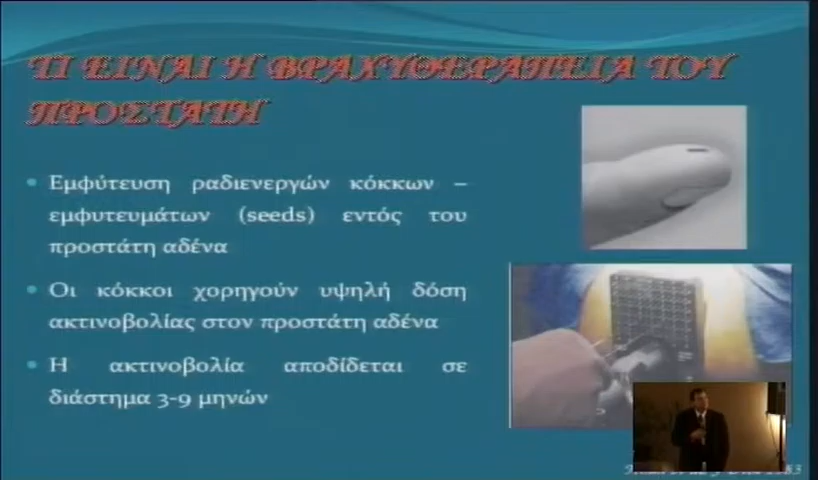 ΤΙ ΕΙΝΑΙ Η ΒΡΑΧΥΘΕΡΑΠΕΙΑ ΤΟΥ
ΠΡΟΣΤΑΤΗ
• Εμφύτευση ραδιενεργών κόκκων –
εμφυτευμάτων (seeds) εντός του
προστάτη αδένα
• Οι κόκκοι χορηγούν υψηλή δόση
ακτινοβολίας στον προστάτη αδένα
• Η ακτινοβολία αποδίδεται σε
διάστημα 3-9 μηνών